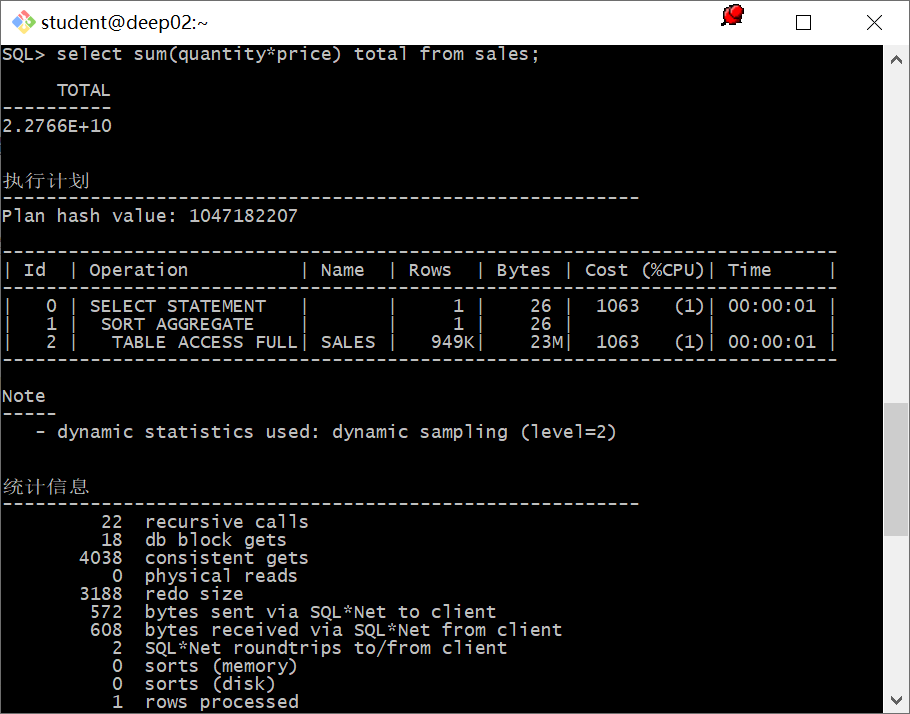 student@deep02:~
SQL> select sum(quantity*price) total from sales;
     TOTAL
----------
2.2766E+10
执行计划
----------------------------------------------------------
Plan hash value: 1047182207
----------------------------------------------------------------------------
| Id  | Operation          | Name  | Rows  | Bytes | Cost (%CPU)| Time     |
----------------------------------------------------------------------------
|   0 | SELECT STATEMENT   |       |     1 |    26 |  1063   (1)| 00:00:01 |
|   1 |  SORT AGGREGATE    |       |     1 |    26 |            |          |
|   2 |   TABLE ACCESS FULL| SALES |   949K|    23M|  1063   (1)| 00:00:01 |
----------------------------------------------------------------------------
Note
-----
   - dynamic statistics used: dynamic sampling (level=2)
统计信息
----------------------------------------------------------
         22  recursive calls
         18  db block gets
       4038  consistent gets
          0  physical reads
       3188  redo size
        572  bytes sent via SQL*Net to client
        608  bytes received via SQL*Net from client
          2  SQL*Net roundtrips to/from client
          0  sorts (memory)
          0  sorts (disk)
          1  rows processed